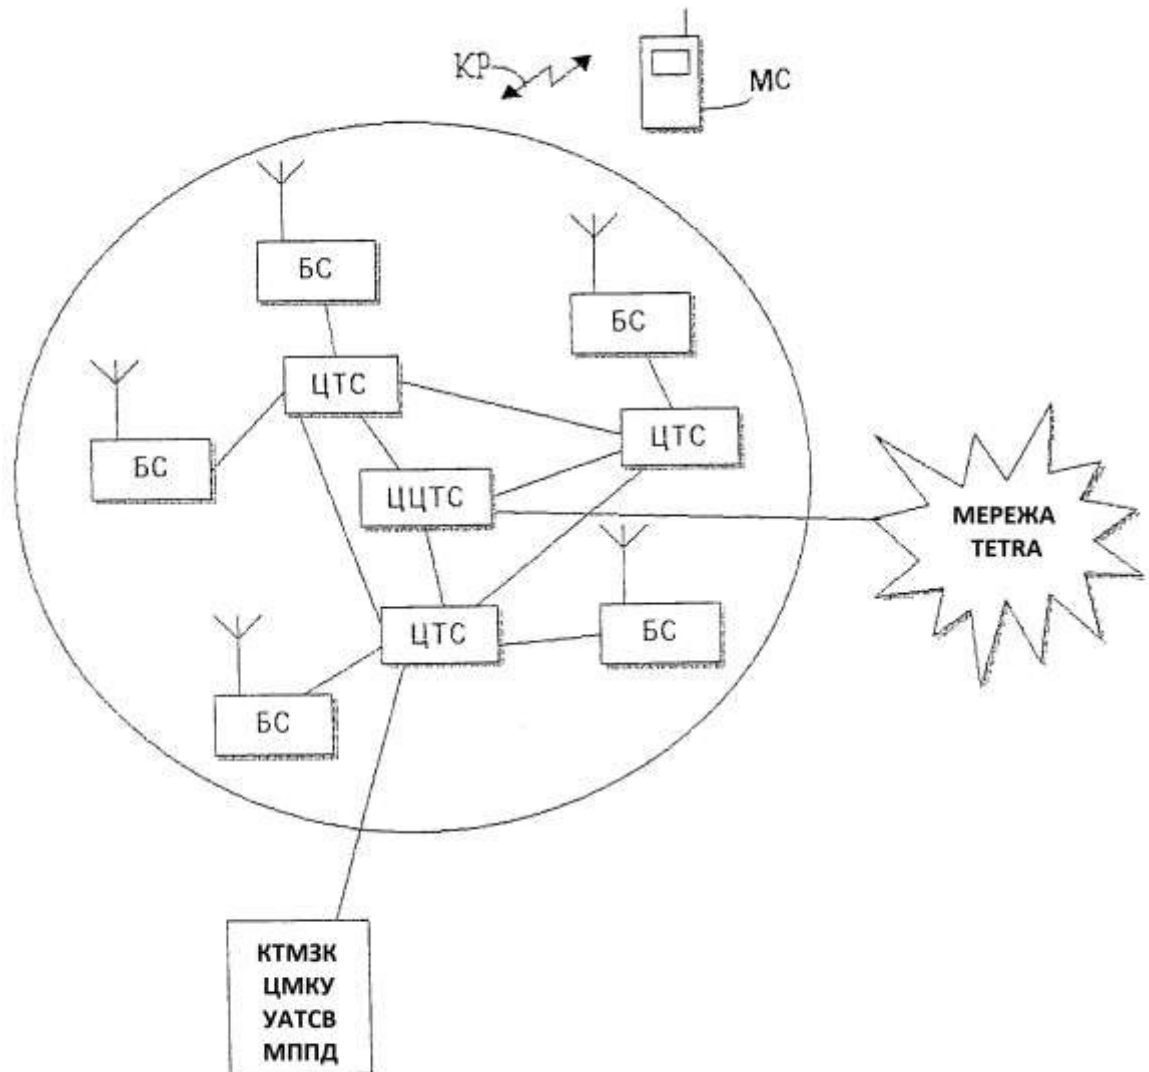 КР
МС
БС
БС
ЦТС
БС
ЦТС
ЦЦТС
МЕРЕЖА
TETRA
ЦТС
БС
БС
КТМЗК
ЦМКУ
УАТСВ
МППД